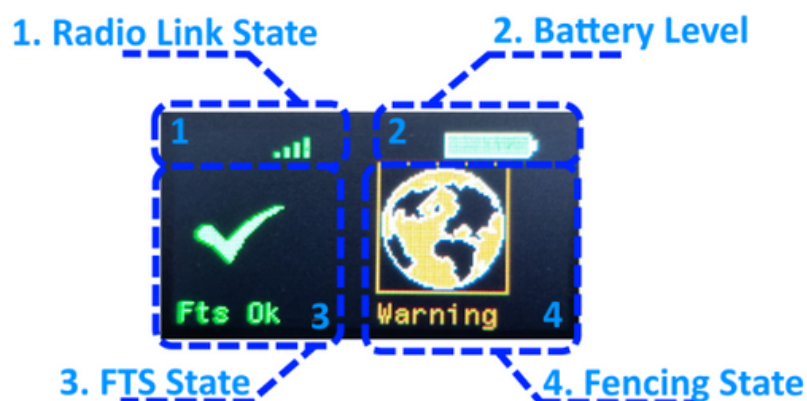 1. Radio Link State
2. Battery Level
1
2
Fts Ok
3
Warning
4
3. FTS State
4. Fencing State